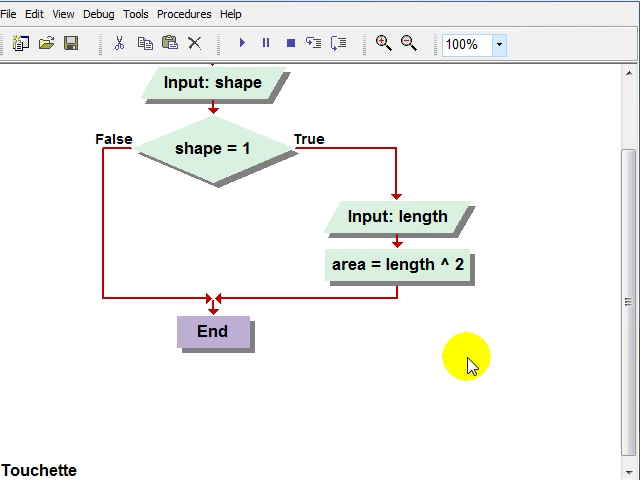 File Edit View Debug Tools Procedures Help
100%
Input: shape
False
True
shape = 1
Input: length
area = length ^ 2
End
Touchette